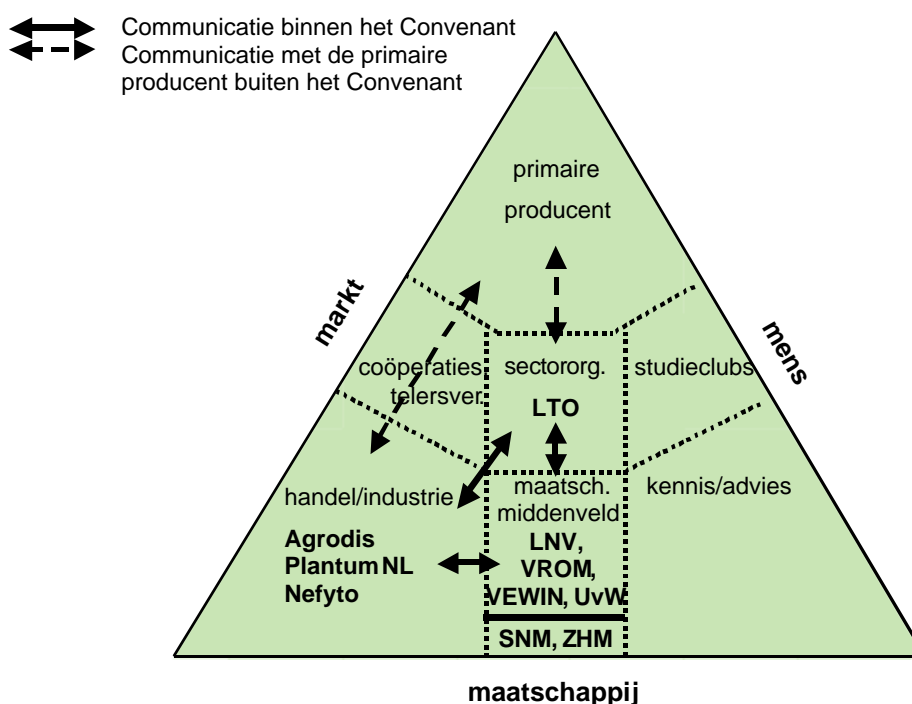 Communicatie binnen het Convenant
Communicatie met de primaire
producent buiten het Convenant
primaire
producent
markt
mens
coöperaties
telersver.
sectororg.
LTO
studieclubs
handel/industrie
Agrodis
Plantum NL
Nefyto
maatsch.
middenveld
LNV,
VROM,
VEWIN, UvW
SNM, ZHM
kennis/advies
maatschappij